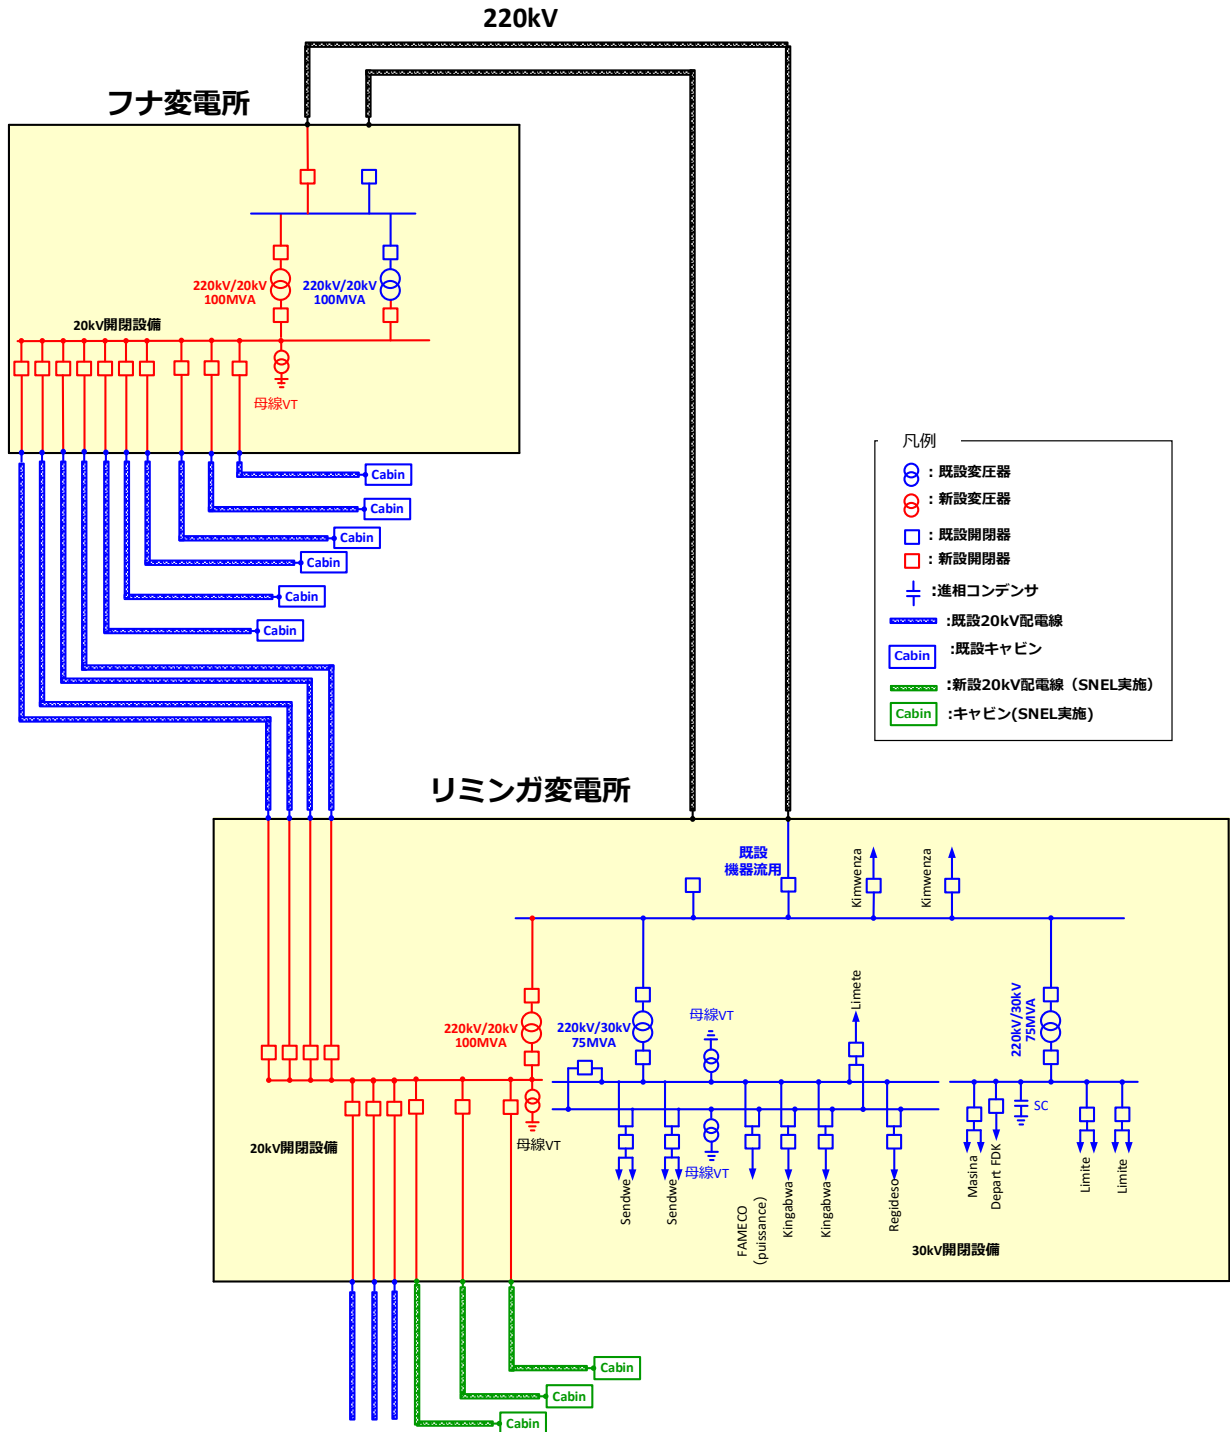 220kV
フナ変電所
220kV/20kV
100MVA
220kV/20kV
100MVA
20kV開閉設備
母線VT
Cabin
Cabin
Cabin
Cabin
Cabin
Cabin
凡例
: 既設変圧器
: 新設変圧器
: 既設開閉器
: 新設開閉器
:進相コンデンサ
:既設20kV配電線
Cabin :既設キャビン
:新設20kV配電線（SNEL実施）
Cabin :キャビン(SNEL実施)
リミンガ変電所
既設
機器流用
Kimwenza
Kimwenza
220kV/20kV
100MVA
220kV/30kV
75MVA
母線VT
Limete
220kV/30kV
75MVA
20kV開閉設備
母線VT
母線VT
SC
Sendwe
Sendwe
FAMECO
(puissance)
Kingabwa
Kingabwa
Regideso
Masina
Depart FDK
Limite
Limite
30kV開閉設備
Cabin
Cabin
Cabin